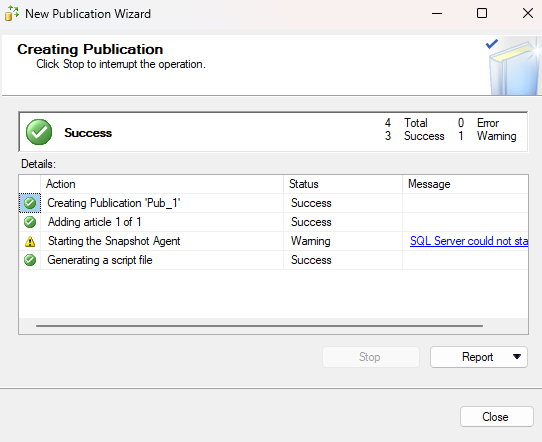 New Publication Wizard
Creating Publication
Click Stop to interrupt the operation.
Success
4 Total 0 Error
3 Success 1 Warning
Details:
Action Status Message
Creating Publication 'Pub_1' Success
Adding article 1 of 1 Success
Starting the Snapshot Agent Warning SQL Server could not sta
Generating a script file Success
Stop Report
Close